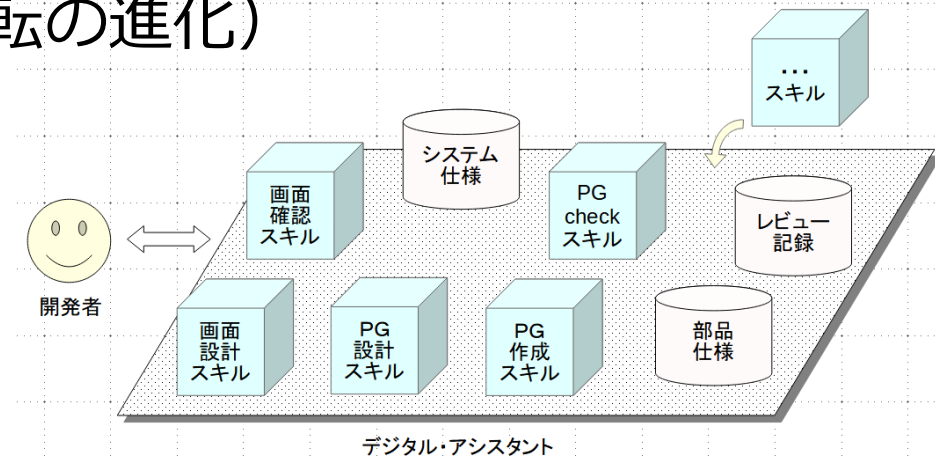 転の進化）
…
スキル
システム
仕様
画面
確認
スキル
PG
check
スキル
レビュー
記録
開発者
画面
設計
スキル
PG
設計
スキル
PG
作成
スキル
部品
仕様
デジタル・アシスタント